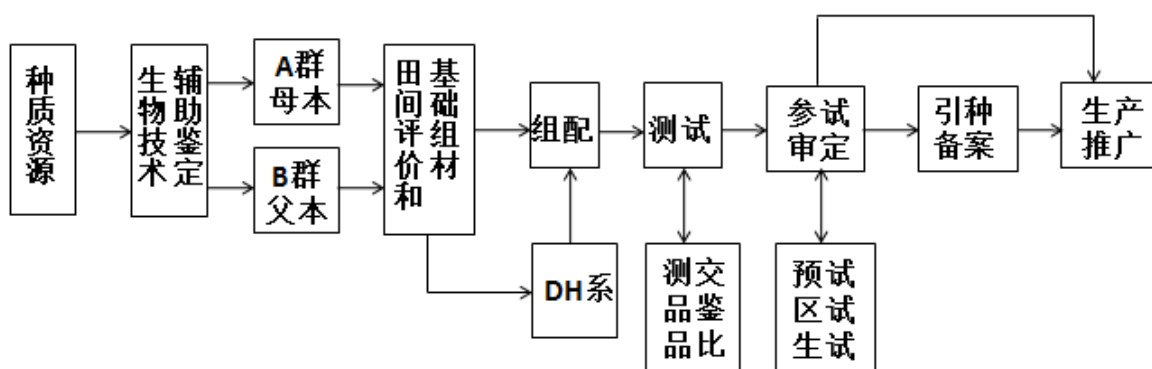 种质资源
生物技术
辅助鉴定
A群
母本
B群
父本
田间评价和
基础组材
组配
DH系
测试
测交
品鉴
品比
参试
审定
预试
区试
生试
引种
备案
生产
推广